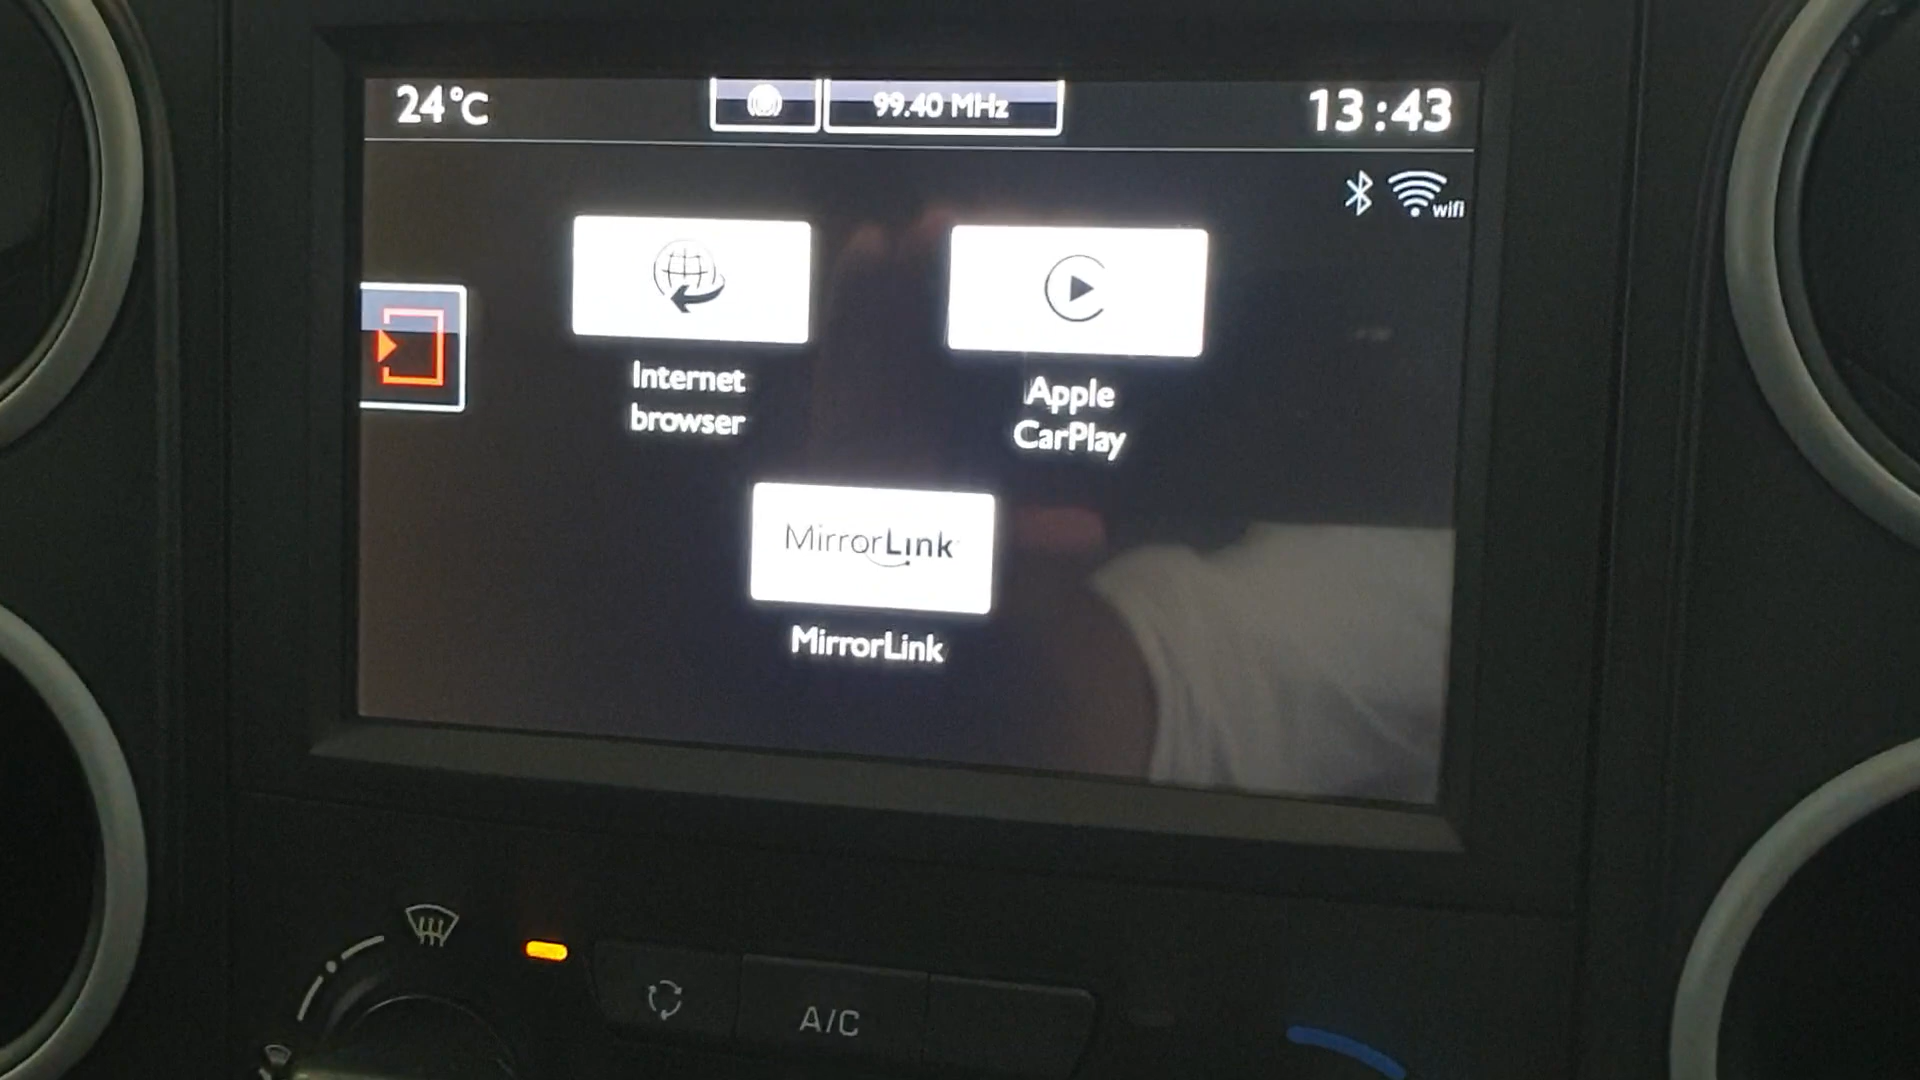 24°C
99.40 MHz
13:43
wifi
Internet
browser
Apple
CarPlay
MirrorLink
MirrorLink
A/C